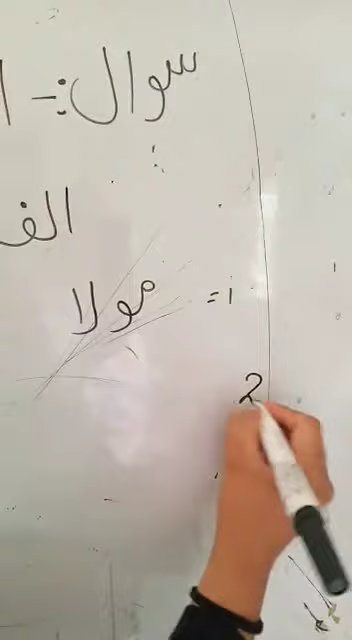 سوال :- ا
الف
i = مولا
2